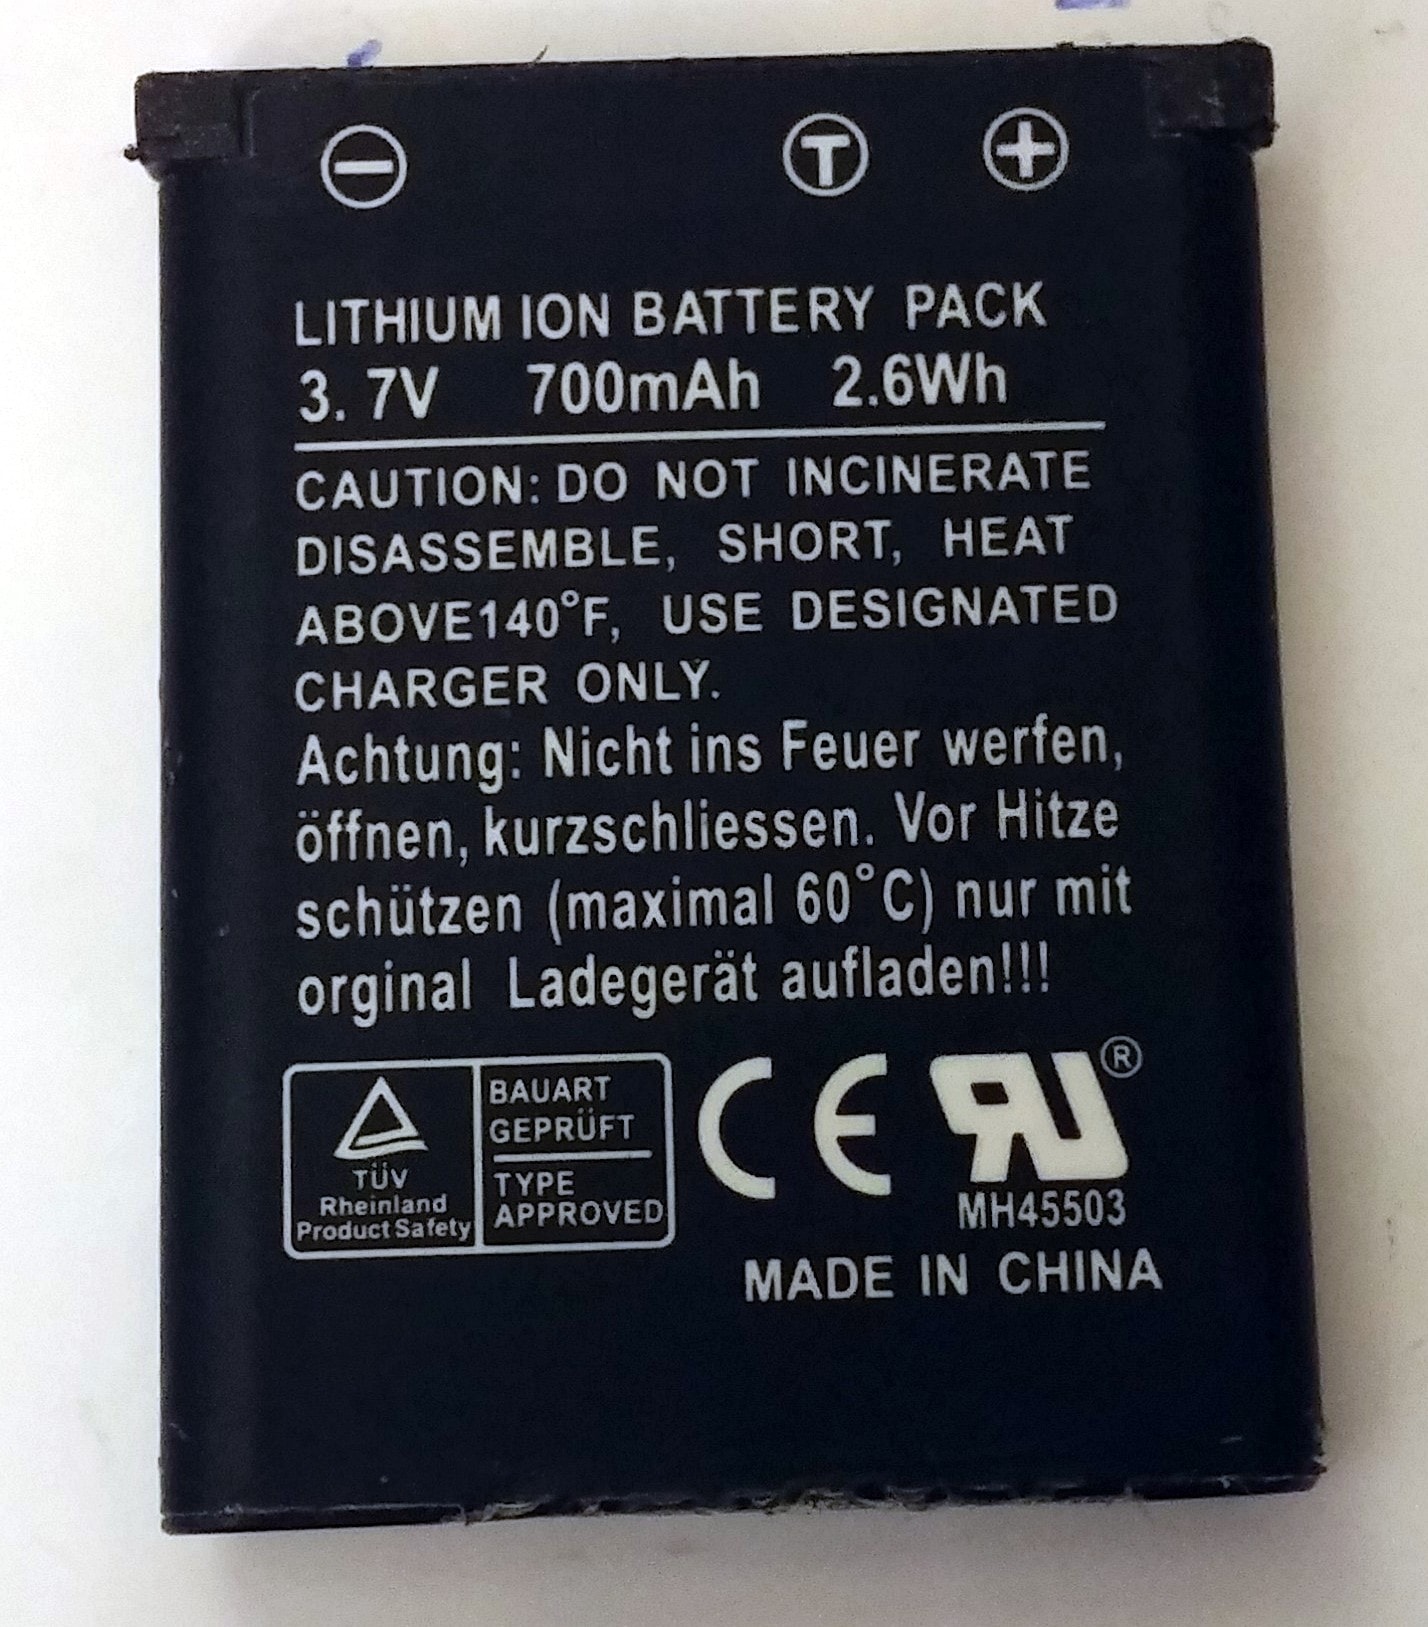 − T +
LITHIUM ION BATTERY PACK
3. 7V 700mAh 2.6Wh
CAUTION: DO NOT INCINERATE
DISASSEMBLE, SHORT, HEAT
ABOVE140°F, USE DESIGNATED
CHARGER ONLY.
Achtung: Nicht ins Feuer werfen,
öffnen, kurzschliessen. Vor Hitze
schützen (maximal 60°C) nur mit
orginal Ladegerät aufladen!!!
TÜV
Rheinland
Product Safety
BAUART
GEPRÜFT
TYPE
APPROVED
CE RU®
MH45503
MADE IN CHINA